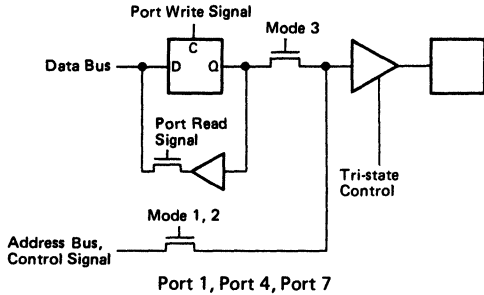 Port Write Signal
C
Mode 3
Data Bus
D
Q
Port Read
Signal
Tri-state
Control
Mode 1, 2
Address Bus,
Control Signal
Port 1, Port 4, Port 7